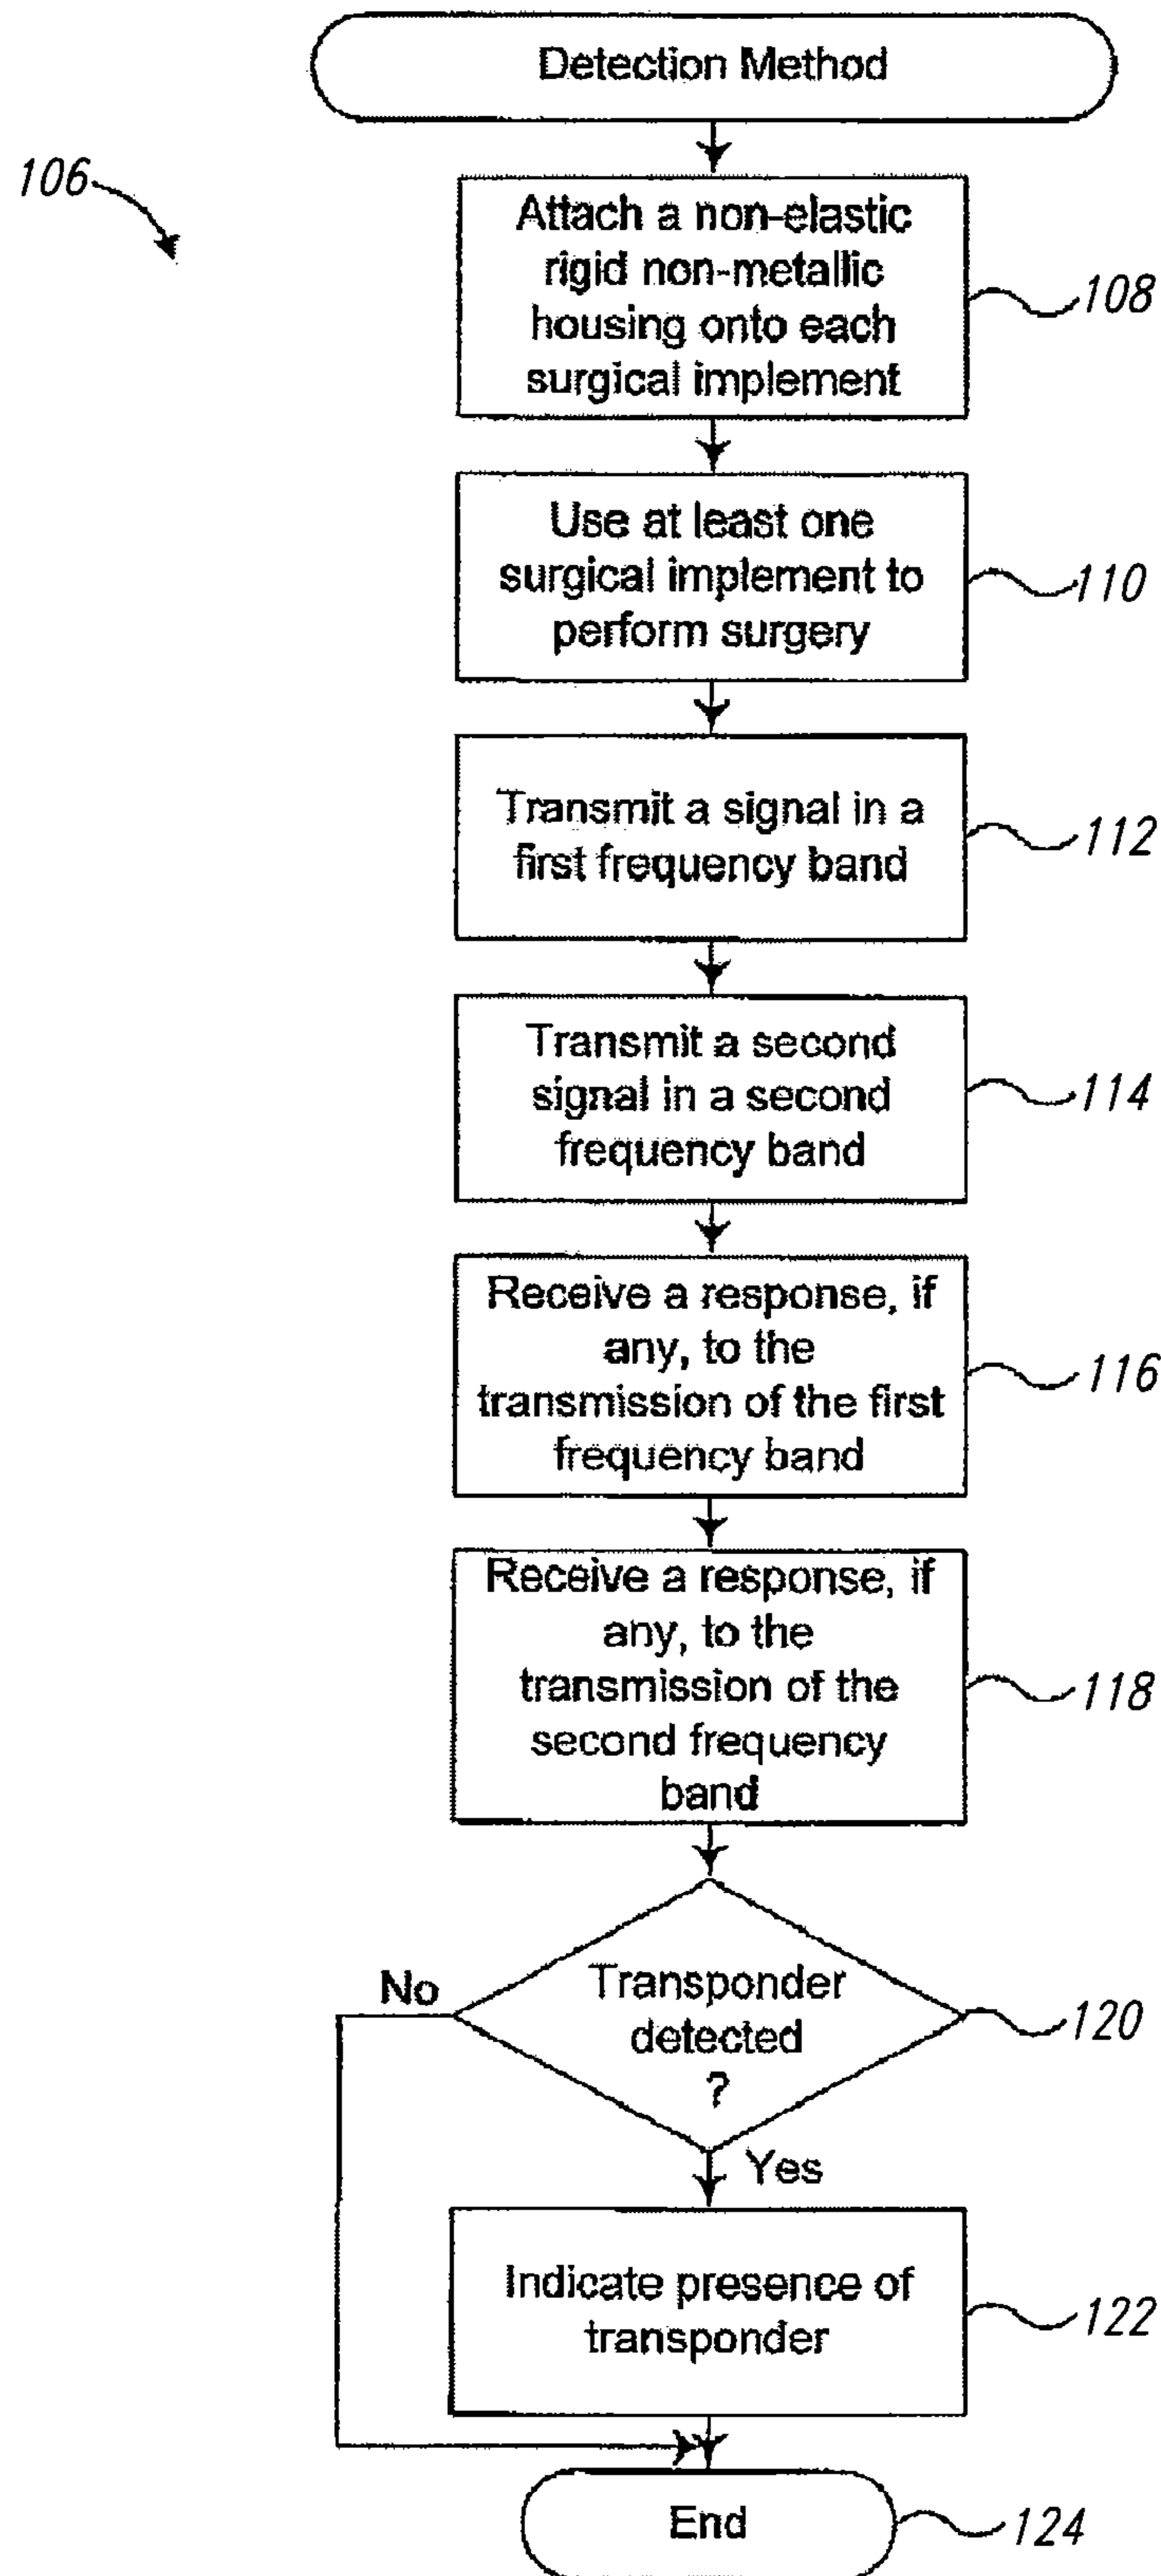 Detection Method
106
Attach a non-elastic
rigid non-metallic
housing onto each
surgical implement
108
Use at least one
surgical implement to
perform surgery
110
Transmit a signal in a
first frequency band
112
Transmit a second
signal in a second
frequency band
114
Receive a response, if
any, to the
transmission of the first
frequency band
116
Receive a response, if
any, to the
transmission of the
second frequency
band
118
Transponder
detected
?
120
No
Yes
Indicate presence of
transponder
122
End
124